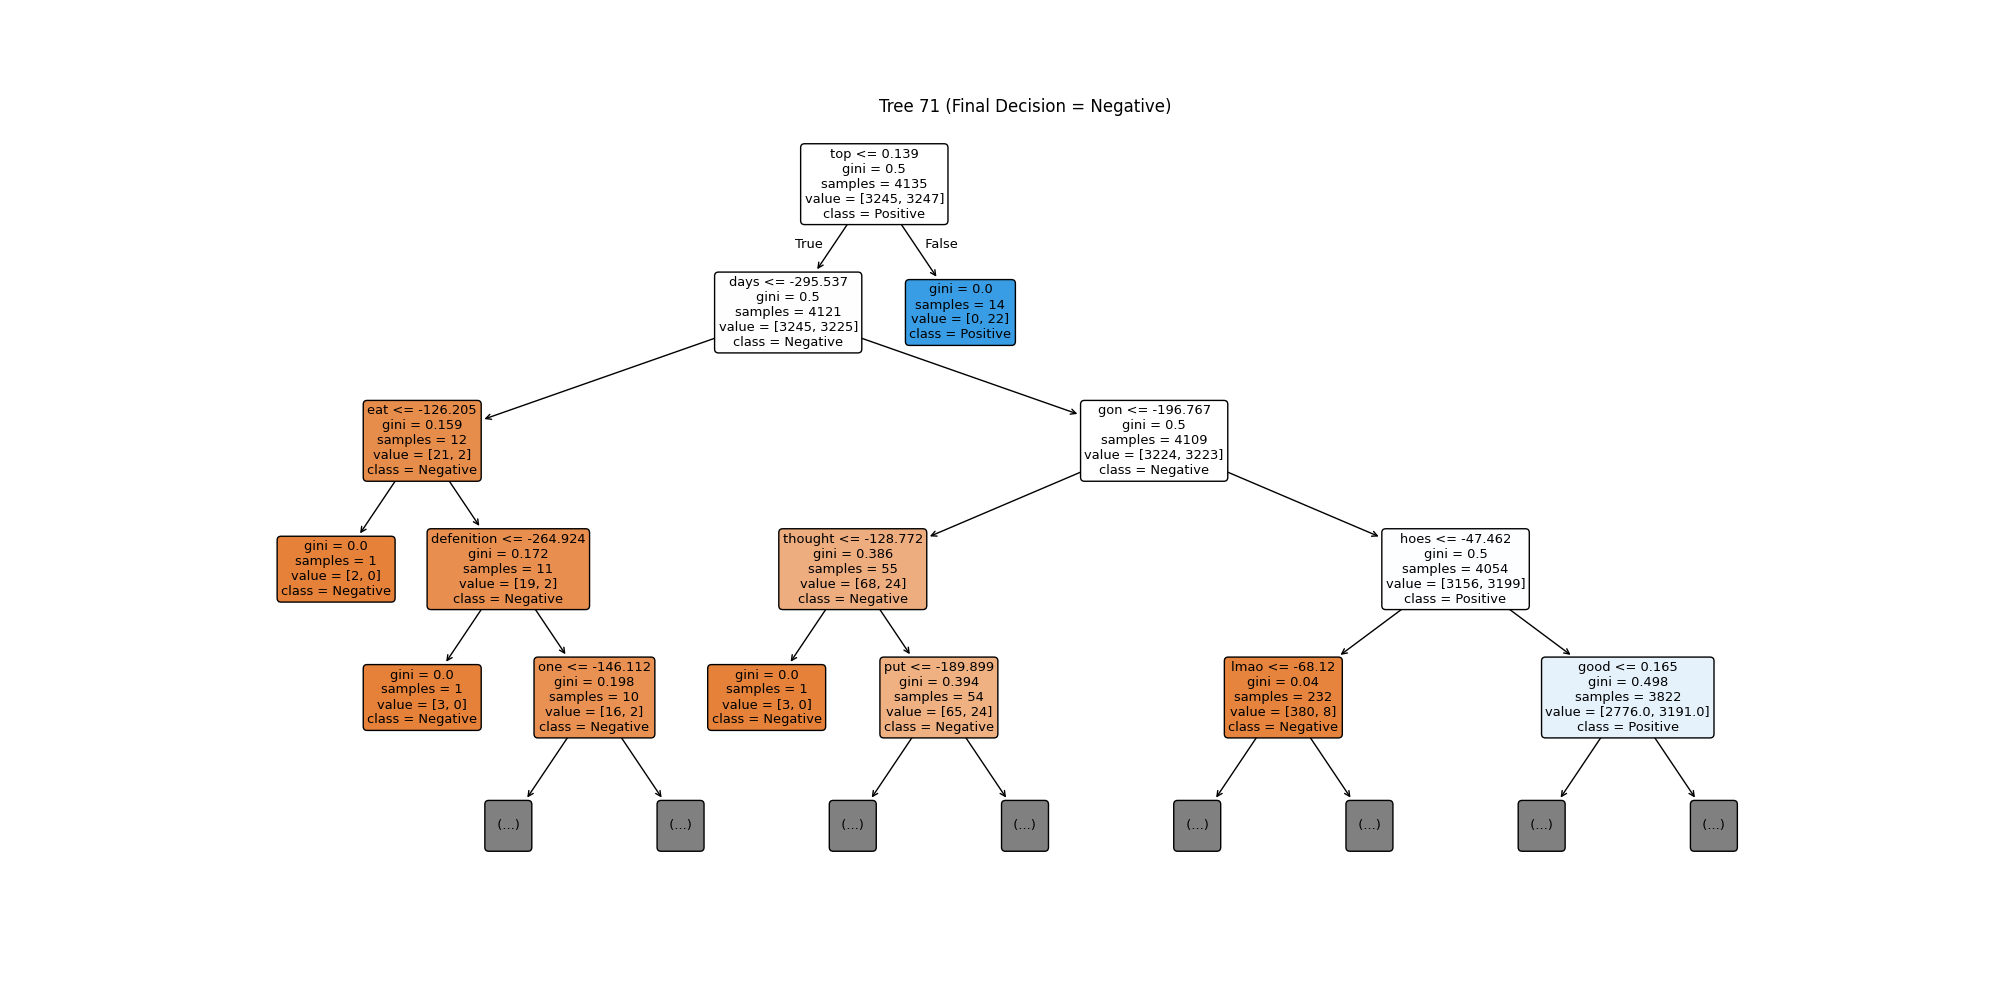 Tree 71 (Final Decision = Negative)
top <= 0.139
gini = 0.5
samples = 4135
value = [3245, 3247]
class = Positive
True
False
days <= -295.537
gini = 0.5
samples = 4121
value = [3245, 3225]
class = Negative
gini = 0.0
samples = 14
value = [0, 22]
class = Positive
eat <= -126.205
gini = 0.159
samples = 12
value = [21, 2]
class = Negative
gon <= -196.767
gini = 0.5
samples = 4109
value = [3224, 3223]
class = Negative
gini = 0.0
samples = 1
value = [2, 0]
class = Negative
defenition <= -264.924
gini = 0.172
samples = 11
value = [19, 2]
class = Negative
thought <= -128.772
gini = 0.386
samples = 55
value = [68, 24]
class = Negative
hoes <= -47.462
gini = 0.5
samples = 4054
value = [3156, 3199]
class = Positive
gini = 0.0
samples = 1
value = [3, 0]
class = Negative
one <= -146.112
gini = 0.198
samples = 10
value = [16, 2]
class = Negative
gini = 0.0
samples = 1
value = [3, 0]
class = Negative
put <= -189.899
gini = 0.394
samples = 54
value = [65, 24]
class = Negative
lmao <= -68.12
gini = 0.04
samples = 232
value = [380, 8]
class = Negative
good <= 0.165
gini = 0.498
samples = 3822
value = [2776.0, 3191.0]
class = Positive
(...)
(...)
(...)
(...)
(...)
(...)
(...)
(...)